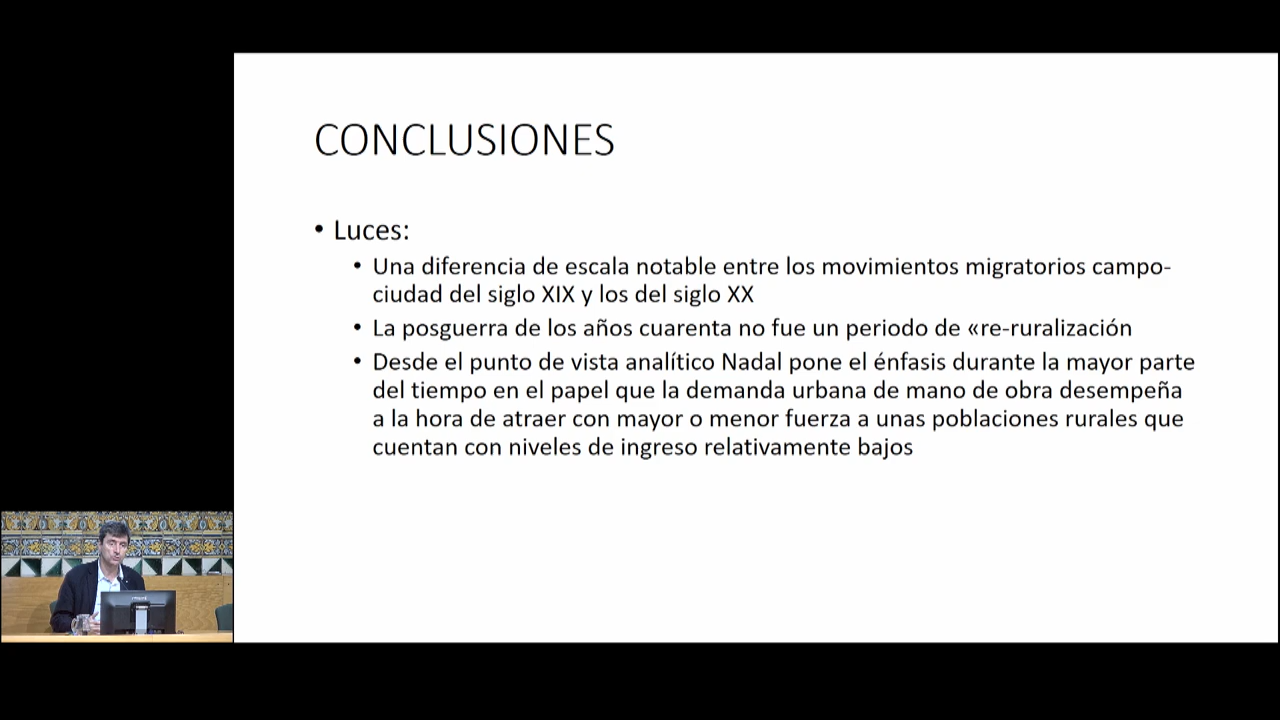 CONCLUSIONES
• Luces:
• Una diferencia de escala notable entre los movimientos migratorios campo-
ciudad del siglo XIX y los del siglo XX
• La posguerra de los años cuarenta no fue un periodo de «re-ruralización
• Desde el punto de vista analítico Nadal pone el énfasis durante la mayor parte
del tiempo en el papel que la demanda urbana de mano de obra desempeña
a la hora de atraer con mayor o menor fuerza a unas poblaciones rurales que
cuentan con niveles de ingreso relativamente bajos